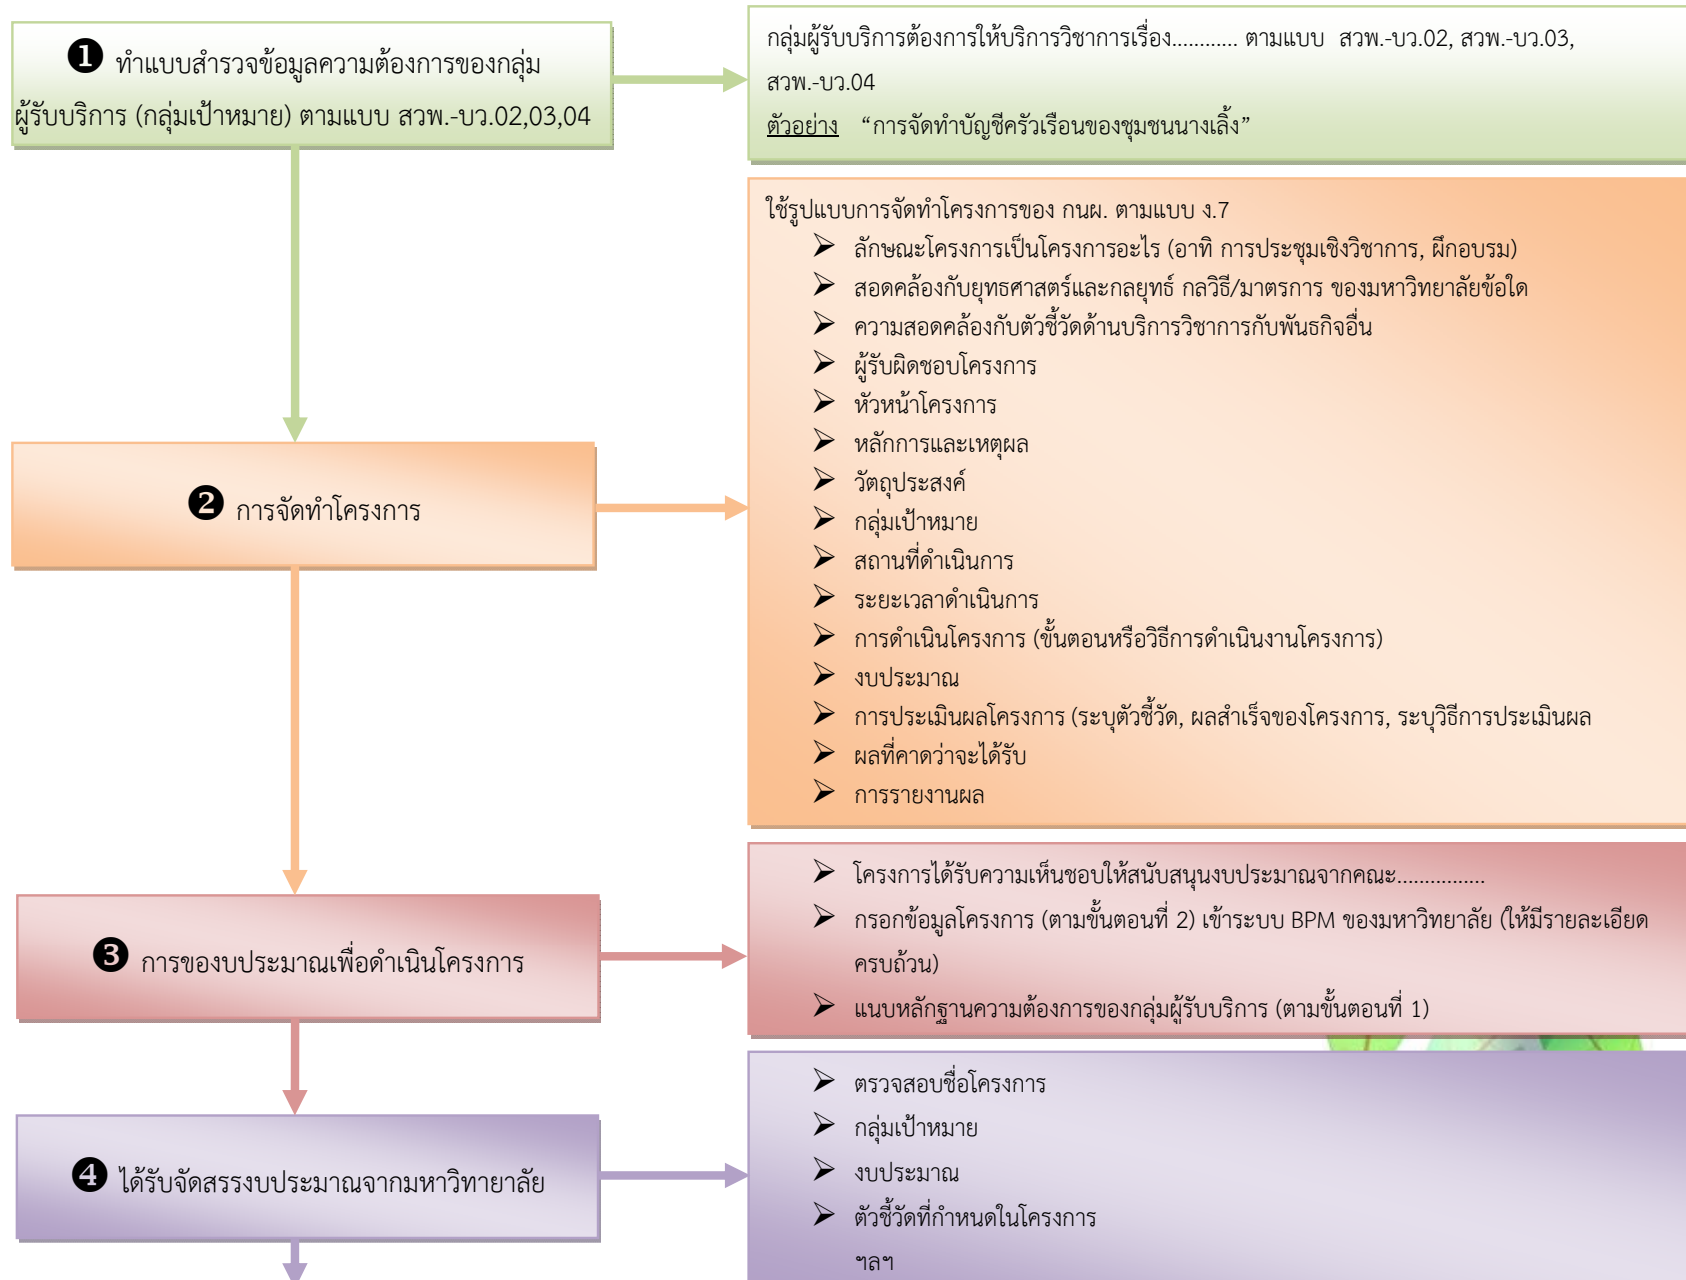 ❶ ทำแบบสำรวจข้อมูลความต้องการของกลุ่ม
ผู้รับบริการ (กลุ่มเป้าหมาย) ตามแบบ สวพ.-บว.02,03,04
กลุ่มผู้รับบริการต้องการให้บริการวิชาการเรื่อง............ ตามแบบ สวพ.-บว.02, สวพ.-บว.03,
สวพ.-บว.04
ตัวอย่าง “การจัดทำบัญชีครัวเรือนของชุมชนนางเลิ้ง”
❷ การจัดทำโครงการ
ใช้รูปแบบการจัดทำโครงการของ กนผ. ตามแบบ ง.7
➢ ลักษณะโครงการเป็นโครงการอะไร (อาทิ การประชุมเชิงวิชาการ, ฝึกอบรม)
➢ สอดคล้องกับยุทธศาสตร์และกลยุทธ์ กลวิธี/มาตรการ ของมหาวิทยาลัยข้อใด
➢ ความสอดคล้องกับตัวชี้วัดด้านบริการวิชาการกับพันธกิจอื่น
➢ ผู้รับผิดชอบโครงการ
➢ หัวหน้าโครงการ
➢ หลักการและเหตุผล
➢ วัตถุประสงค์
➢ กลุ่มเป้าหมาย
➢ สถานที่ดำเนินการ
➢ ระยะเวลาดำเนินการ
➢ การดำเนินโครงการ (ขั้นตอนหรือวิธีการดำเนินงานโครงการ)
➢ งบประมาณ
➢ การประเมินผลโครงการ (ระบุตัวชี้วัด, ผลสำเร็จของโครงการ, ระบุวิธีการประเมินผล
➢ ผลที่คาดว่าจะได้รับ
➢ การรายงานผล
❸ การของบประมาณเพื่อดำเนินโครงการ
➢ โครงการได้รับความเห็นชอบให้สนับสนุนงบประมาณจากคณะ................
➢ กรอกข้อมูลโครงการ (ตามขั้นตอนที่ 2) เข้าระบบ BPM ของมหาวิทยาลัย (ให้มีรายละเอียด
ครบถ้วน)
➢ แนบหลักฐานความต้องการของกลุ่มผู้รับบริการ (ตามขั้นตอนที่ 1)
❹ ได้รับจัดสรรงบประมาณจากมหาวิทายาลัย
➢ ตรวจสอบชื่อโครงการ
➢ กลุ่มเป้าหมาย
➢ งบประมาณ
➢ ตัวชี้วัดที่กำหนดในโครงการ
ฯลฯ